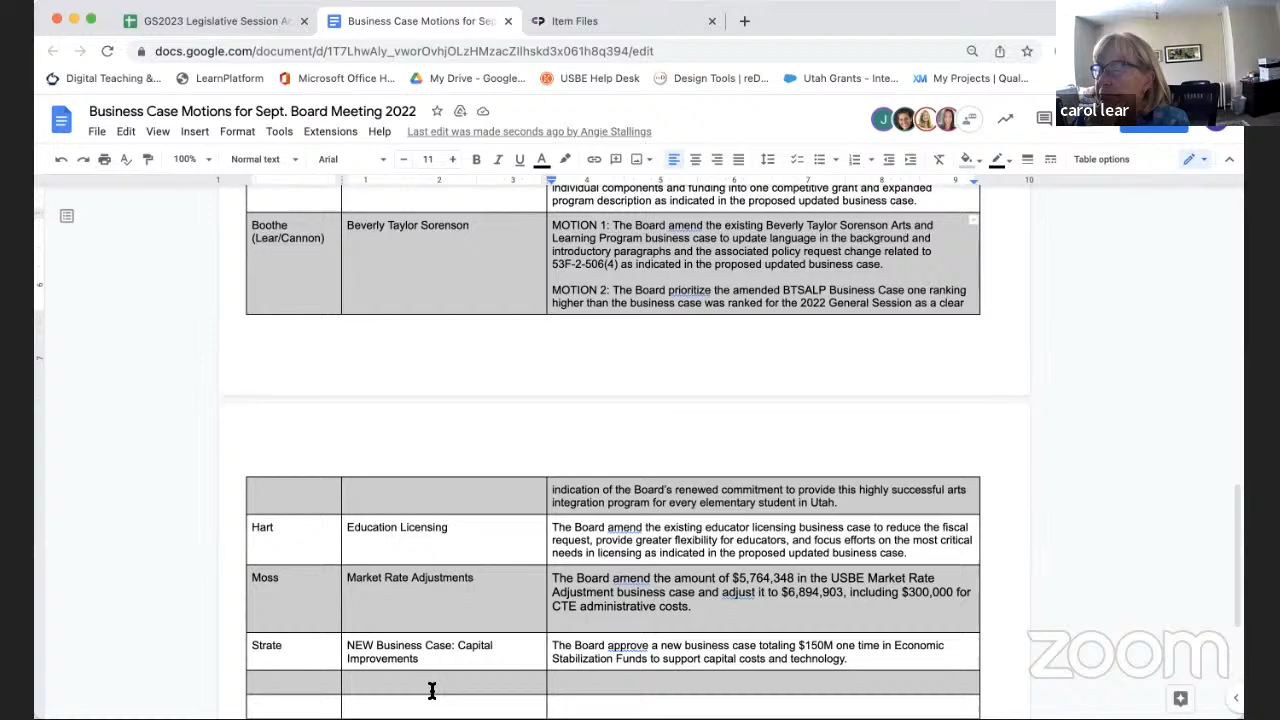 GS2023 Legislative Session An
Business Case Motions for Sep
Item Files
docs.google.com/document/d/
/edit
Digital Teaching &...
LearnPlatform
Microsoft Office H...
My Drive - Google...
USBE Help Desk
Design Tools | reD...
Utah Grants - Inte...
XM My Projects | Qual...
carol lear
Business Case Motions for Sept. Board Meeting 2022
File Edit View Insert Format Tools Extensions Help Last edit was made seconds ago by Angie Stallings
100% Normal text Arial 11 Table options
1 1 2 3 4 5 6 7 8 9 10
individual components and funding into one competitive grant and expanded
program description as indicated in the proposed updated business case.
Boothe
(Lear/Cannon)
Beverly Taylor Sorenson
MOTION 1: The Board amend the existing Beverly Taylor Sorenson Arts and
Learning Program business case to update language in the background and
introductory paragraphs and the associated policy request change related to
53F-2-506(4) as indicated in the proposed updated business case.
MOTION 2: The Board prioritize the amended BTSALP Business Case one ranking
higher than the business case was ranked for the 2022 General Session as a clear
indication of the Board's renewed commitment to provide this highly successful arts
integration program for every elementary student in Utah.
Hart
Education Licensing
The Board amend the existing educator licensing business case to reduce the fiscal
request, provide greater flexibility for educators, and focus efforts on the most critical
needs in licensing as indicated in the proposed updated business case.
Moss
Market Rate Adjustments
The Board amend the amount of $5,764,348 in the USBE Market Rate
Adjustment business case and adjust it to $6,894,903, including $300,000 for
CTE administrative costs.
Strate
NEW Business Case: Capital
Improvements
The Board approve a new business case totaling $150M one time in Economic
Stabilization Funds to support capital costs and technology.
zoom